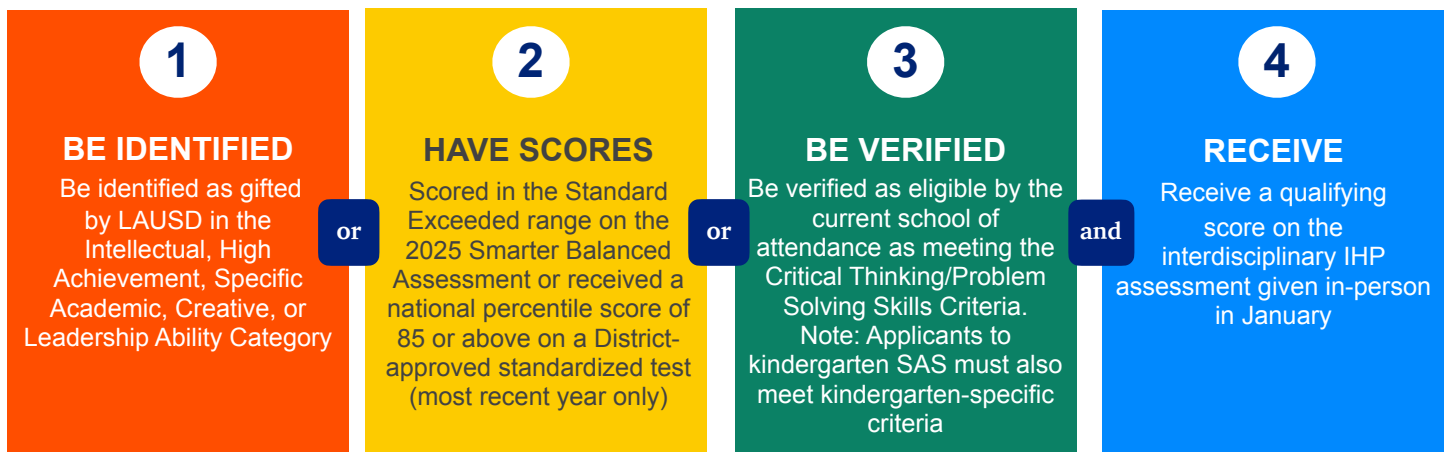 1
BE IDENTIFIED
Be identified as gifted
by LAUSD in the
Intellectual, High
Achievement, Specific
Academic, Creative, or
Leadership Ability Category
or
2
HAVE SCORES
Scored in the Standard
Exceeded range on the
2025 Smarter Balanced
Assessment or received a
national percentile score of
85 or above on a District-
approved standardized test
(most recent year only)
or
3
BE VERIFIED
Be verified as eligible by the
current school of
attendance as meeting the
Critical Thinking/Problem
Solving Skills Criteria.
Note: Applicants to
kindergarten SAS must also
meet kindergarten-specific
criteria
and
4
RECEIVE
Receive a qualifying
score on the
interdisciplinary IHP
assessment given in-person
in January